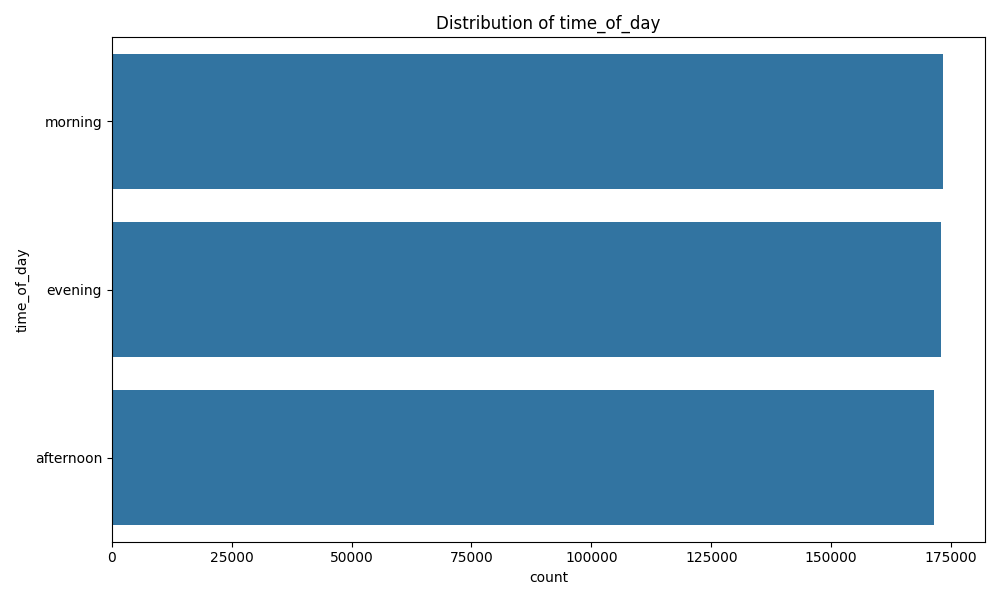 Distribution of time_of_day
morning
evening
afternoon
time_of_day
0 25000 50000 75000 100000 125000 150000 175000
count